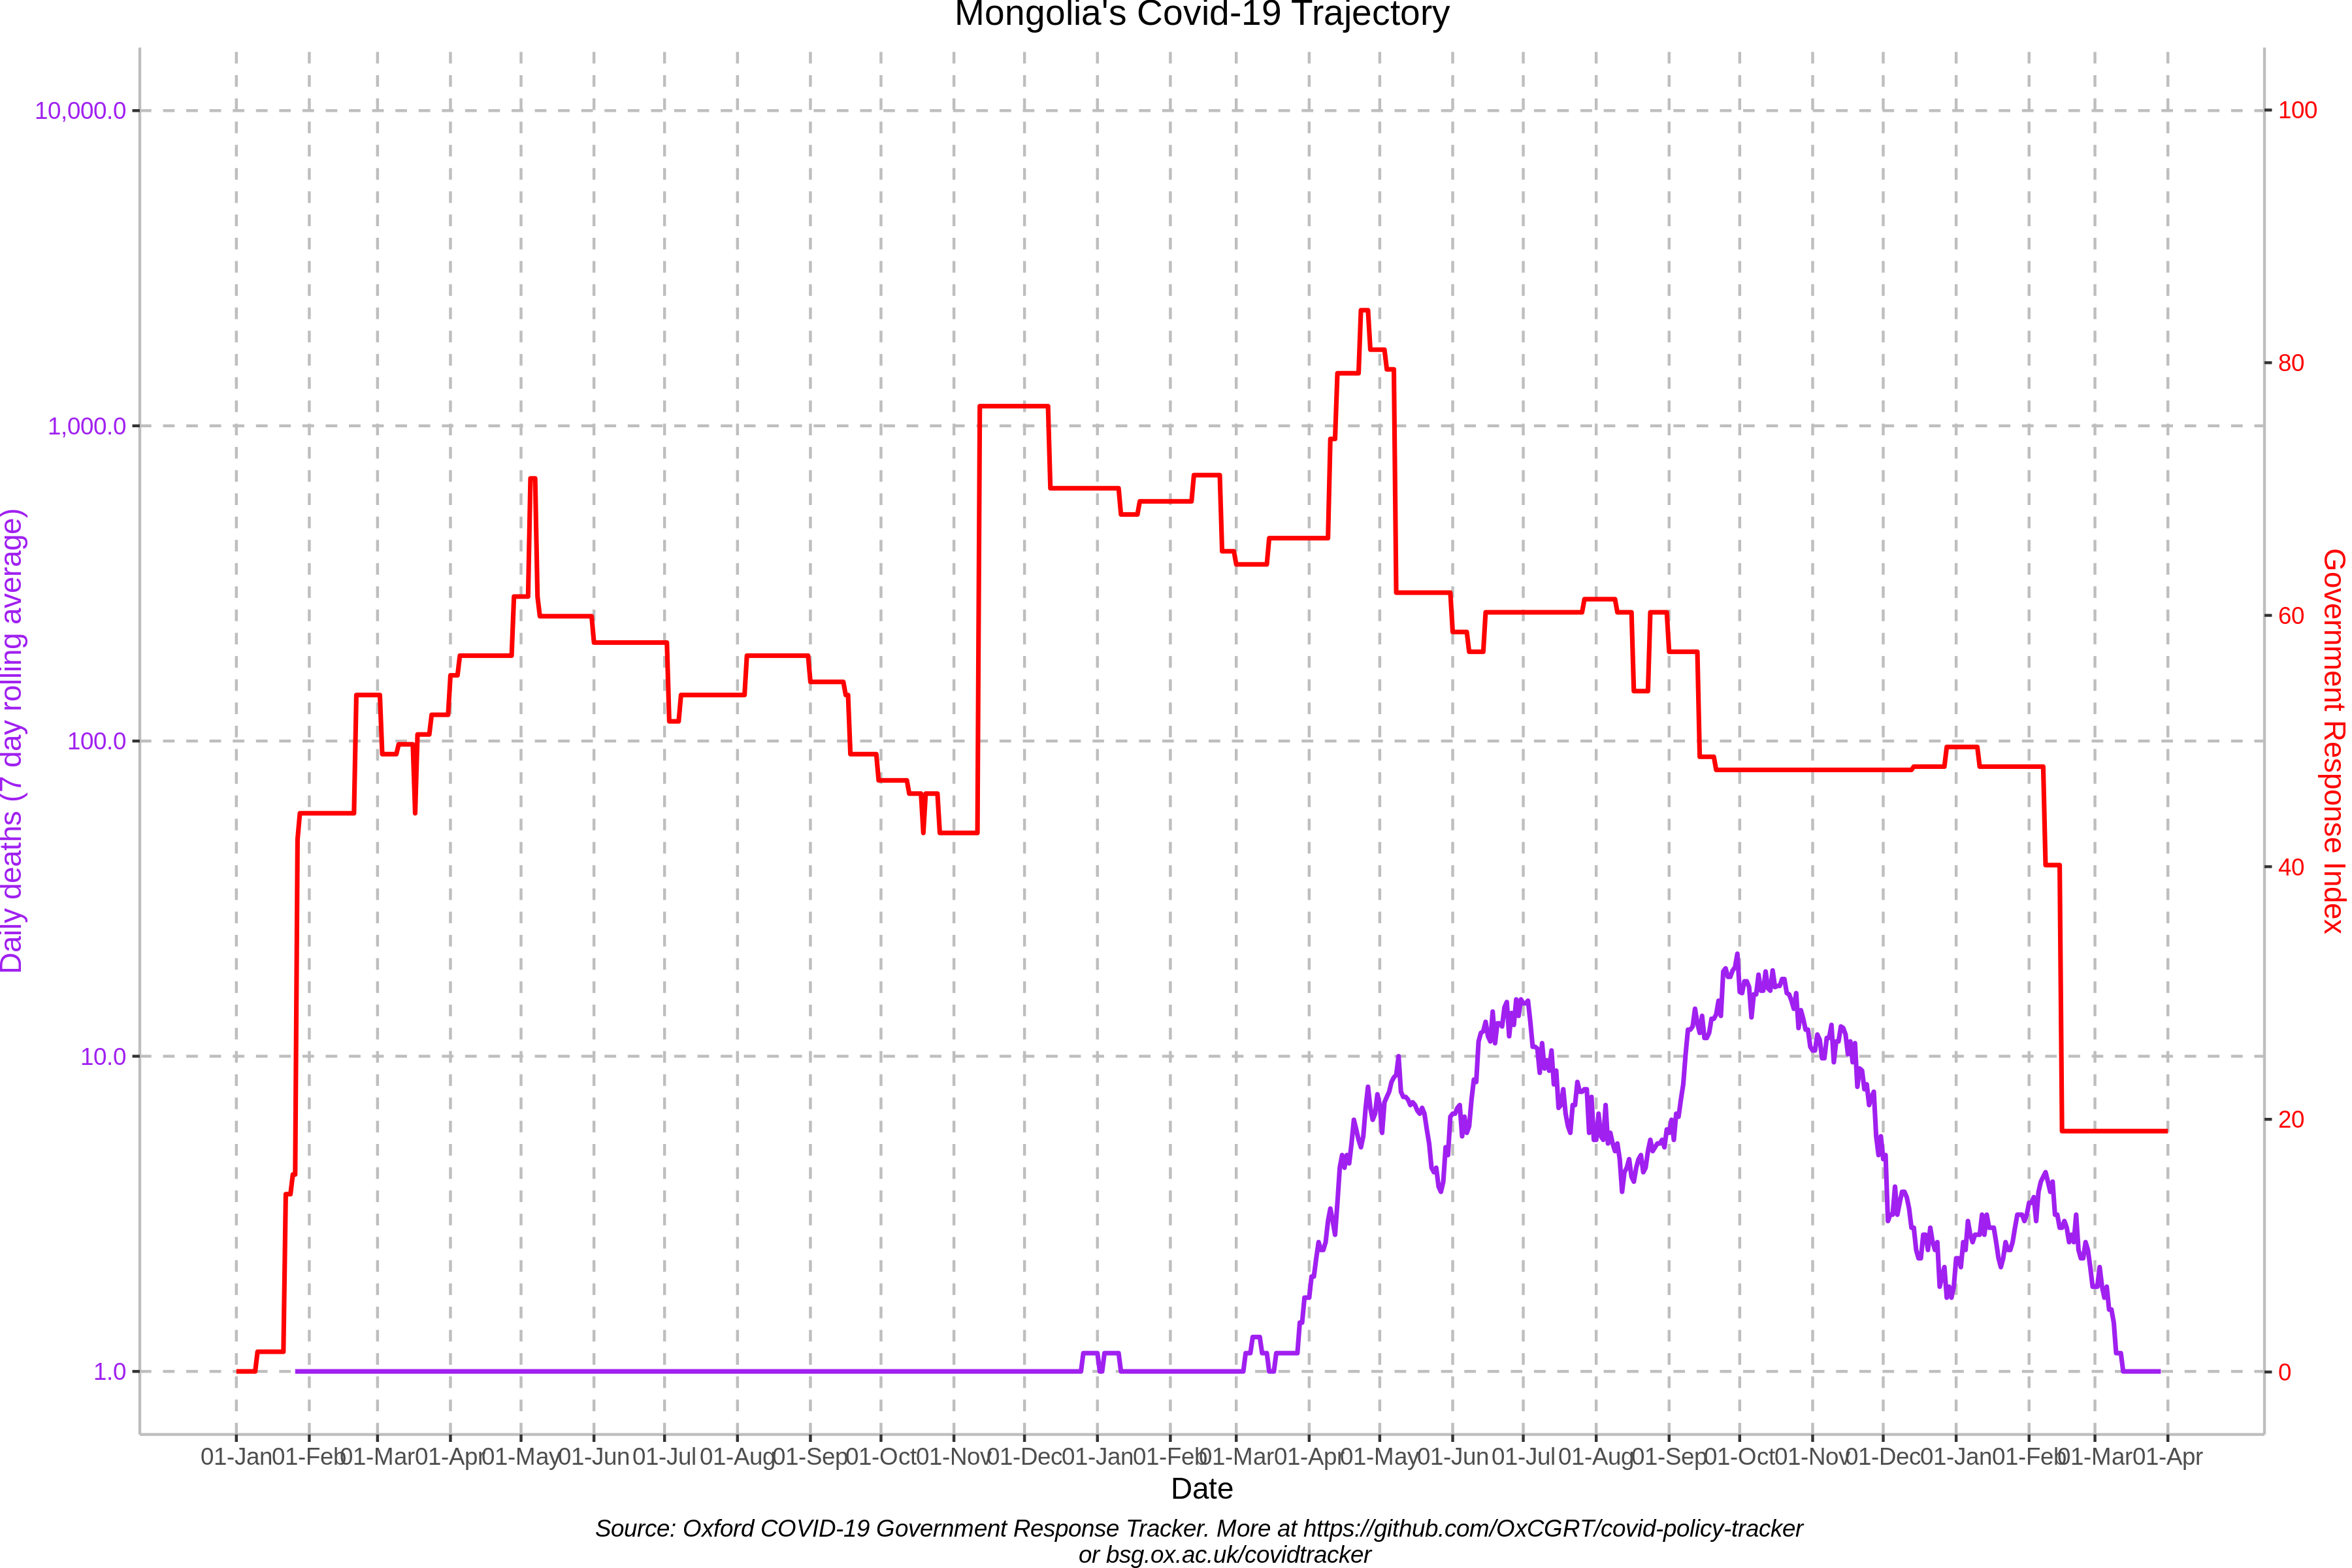 Mongolia's Covid-19 Trajectory
10,000.0
1,000.0
100.0
10.0
1.0
Daily deaths (7 day rolling average)
100
80
60
40
20
0
Government Response Index
01-Jan 01-Feb 01-Mar 01-Apr 01-May 01-Jun 01-Jul 01-Aug 01-Sep 01-Oct 01-Nov 01-Dec 01-Jan 01-Feb 01-Mar 01-Apr 01-May 01-Jun 01-Jul 01-Aug 01-Sep 01-Oct 01-Nov 01-Dec 01-Jan 01-Feb 01-Mar 01-Apr
Date
Source: Oxford COVID-19 Government Response Tracker. More at https://github.com/OxCGRT/covid-policy-tracker
or bsg.ox.ac.uk/covidtracker